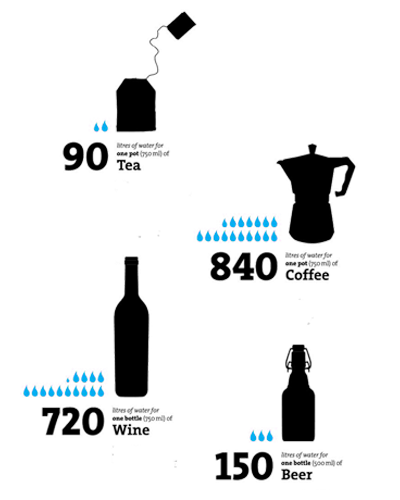 90
litres of water for
one pot (750 ml) of
Tea
840
litres of water for
one pot (750 ml) of
Coffee
720
litres of water for
one bottle (750 ml) of
Wine
150
litres of water for
one bottle (500 ml) of
Beer